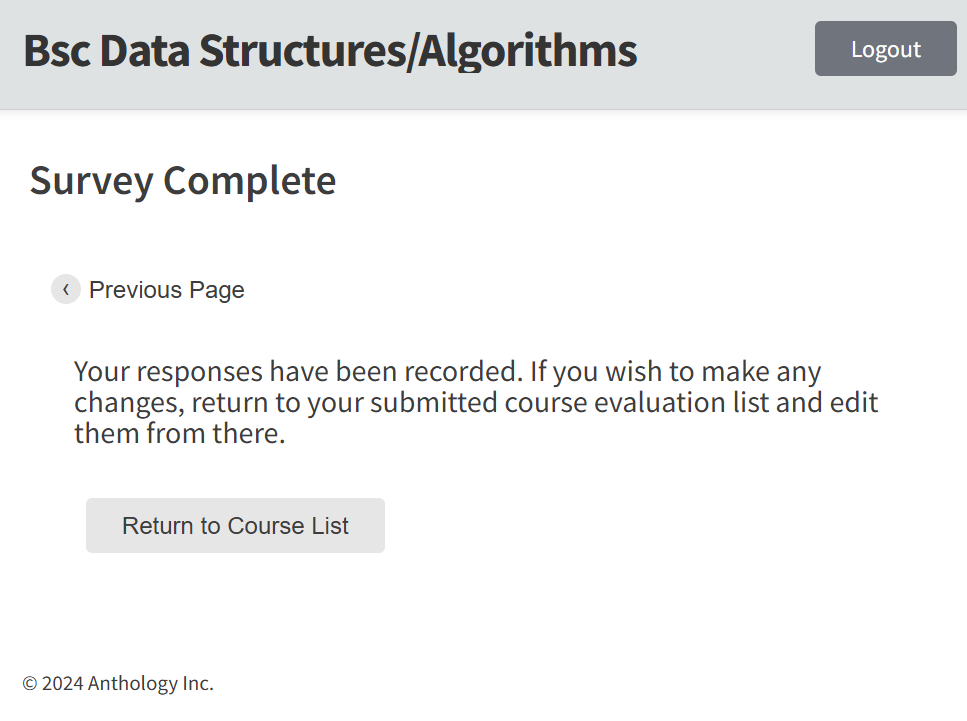 Bsc Data Structures/Algorithms
Logout
Survey Complete
‹ Previous Page
Your responses have been recorded. If you wish to make any
changes, return to your submitted course evaluation list and edit
them from there.
Return to Course List
© 2024 Anthology Inc.